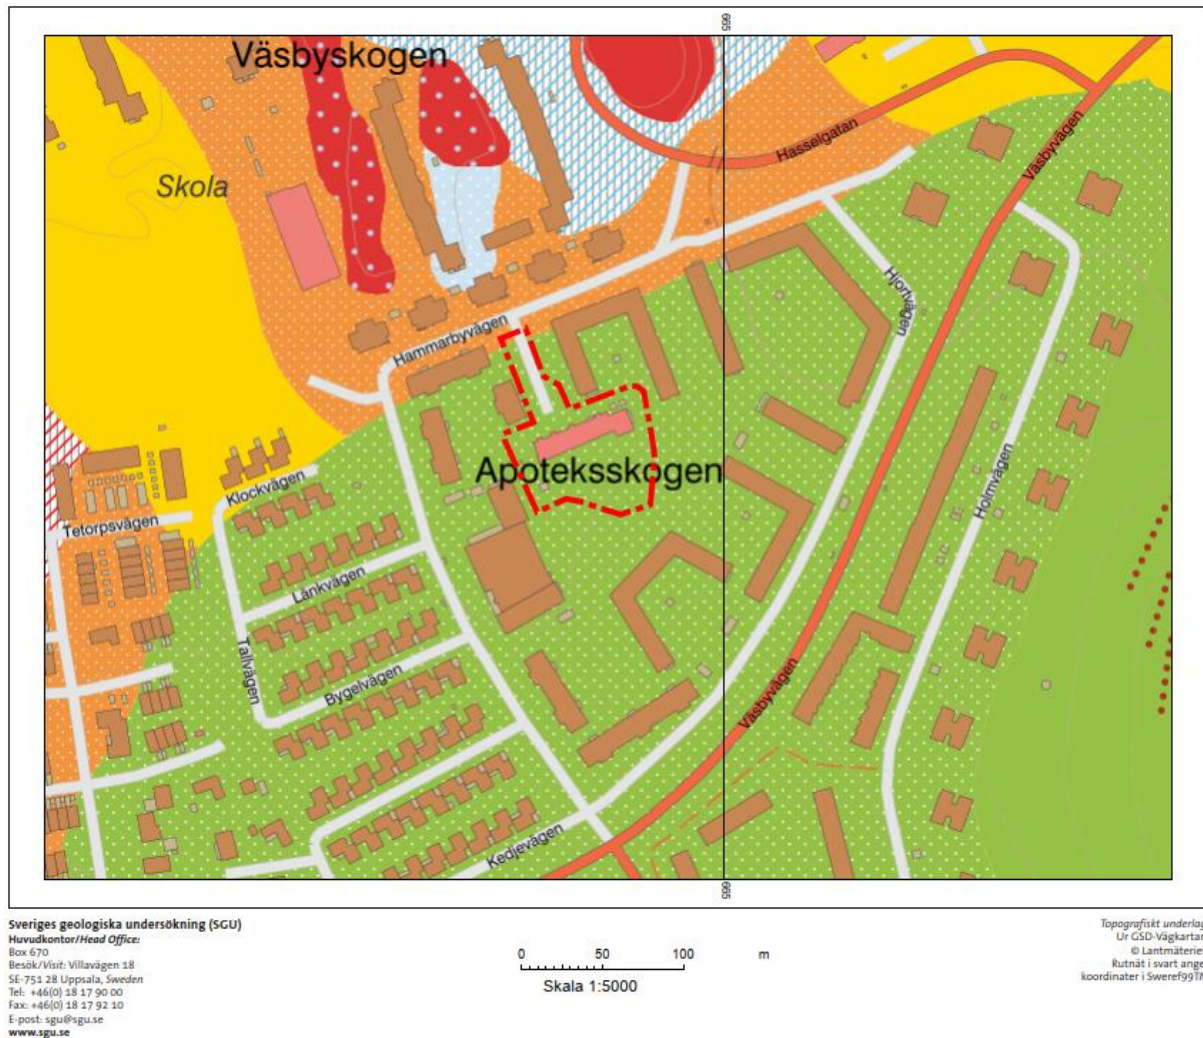 665
Väsbyskogen
Hasselgatan
Väsbyvägen
Skola
Hjortvägen
Hammarbyvägen
Apoteksskogen
Klockvägen
Tetorpsvägen
Holmvägen
Länkvägen
Tallvägen
Bygelvägen
Väsbyvägen
Kedjevägen
665
Sveriges geologiska undersökning (SGU)
Huvudkontor/Head Office:
Box 670
Besök/Visit: Villavägen 18
SE-751 28 Uppsala, Sweden
Tel: +46(0) 18 17 90 00
Fax: +46(0) 18 17 92 10
E-post: sgu@sgu.se
www.sgu.se
0 50 100 m
Skala 1:5000
Topografiskt underlag
Ur GSD-Vägkartan
© Lantmäteriet
Rutnät i svart anger
koordinater i Sweref99TM